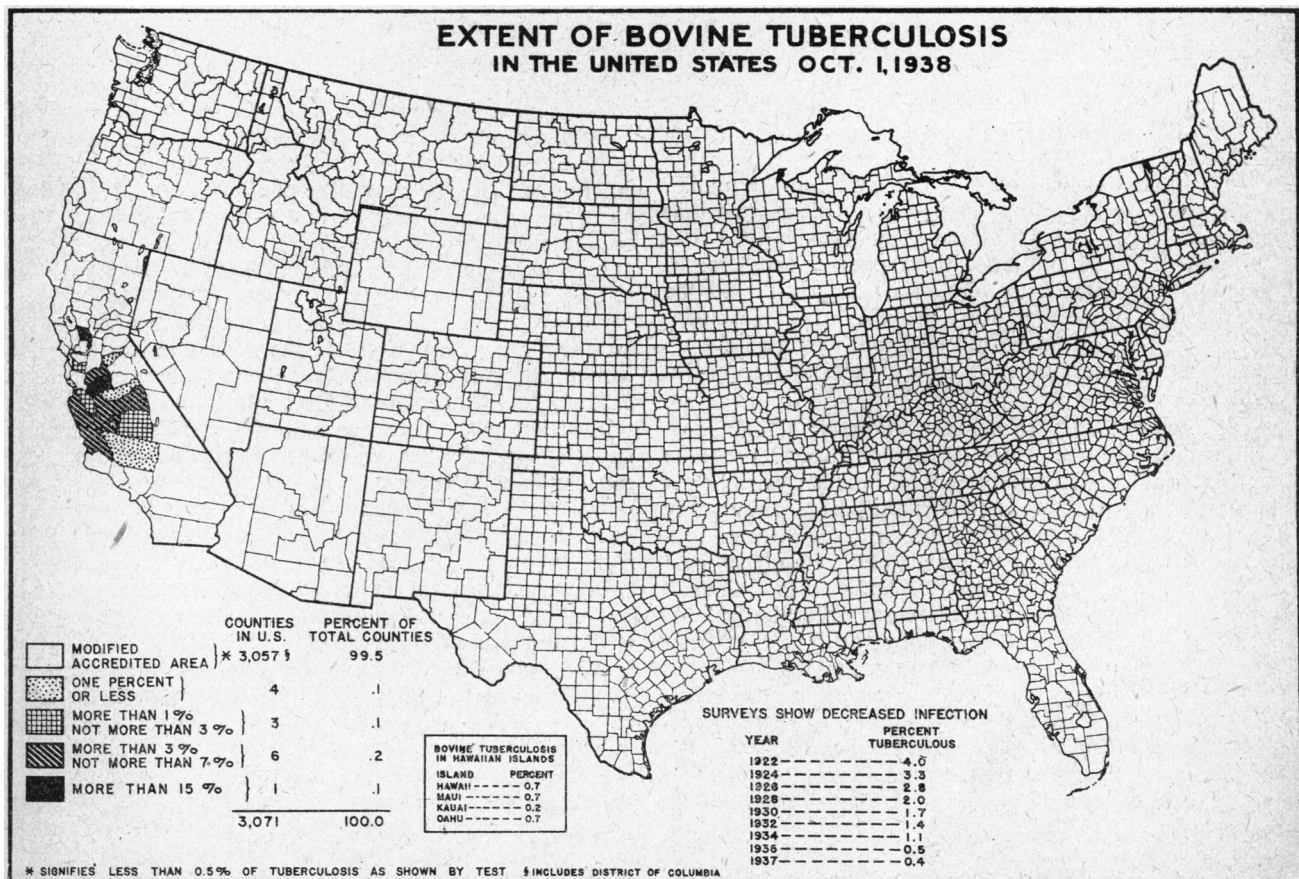 EXTENT OF BOVINE TUBERCULOSIS
IN THE UNITED STATES OCT. 1, 1938
COUNTIES IN U.S.
PERCENT OF TOTAL COUNTIES
MODIFIED ACCREDITED AREA } * 3,057 § 99.5
ONE PERCENT OR LESS } 4 .1
MORE THAN 1 % NOT MORE THAN 3 % } 3 .1
MORE THAN 3 % NOT MORE THAN 7 % } 6 .2
MORE THAN 15 % } 1 .1
3,071 100.0
BOVINE TUBERCULOSIS
IN HAWAIIAN ISLANDS
ISLAND PERCENT
HAWAII ------ 0.7
MAUI ------ 0.7
KAUAI ------ 0.2
OAHU ------ 0.7
SURVEYS SHOW DECREASED INFECTION
YEAR PERCENT TUBERCULOUS
1922 ------ 4.0
1924 ------ 3.3
1926 ------ 2.8
1928 ------ 2.0
1930 ------ 1.7
1932 ------ 1.4
1934 ------ 1.1
1936 ------ 0.5
1937 ------ 0.4
* SIGNIFIES LESS THAN 0.5 % OF TUBERCULOSIS AS SHOWN BY TEST § INCLUDES DISTRICT OF COLUMBIA